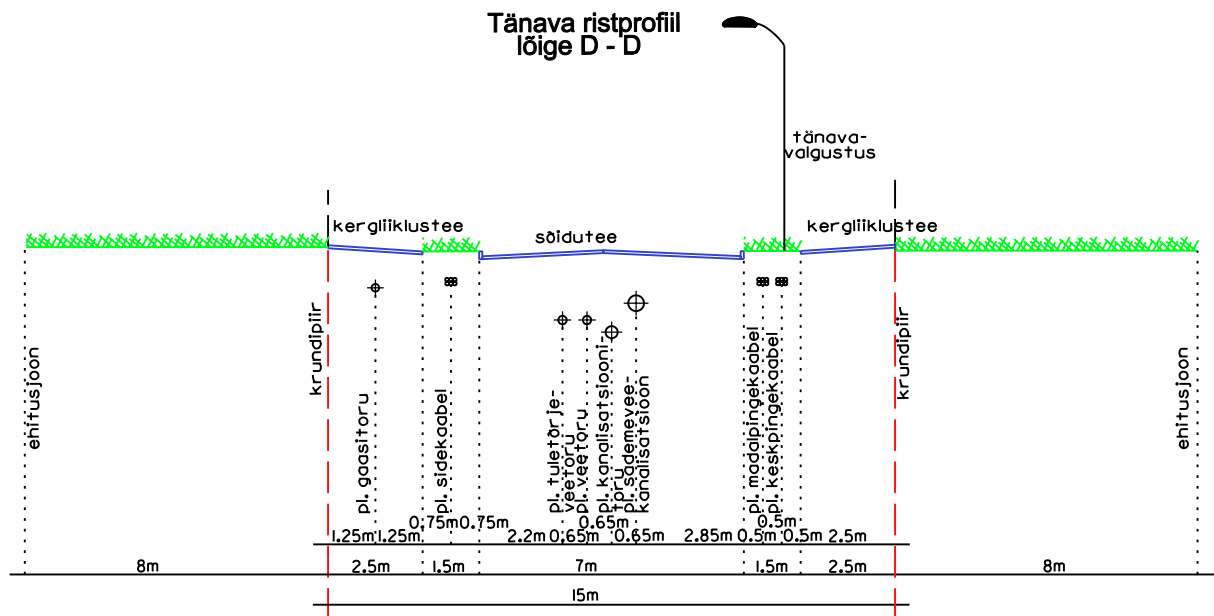 Tänava ristprofiil
lõige D - D
tänava-
valgustus
kergliiklustee
sõidutee
kergliiklustee
ehitusjoon
krundipiir
pl. gaasitoru
pl. sidekaabel
pl. tuletõrje-
veetoru
pl. veetoru
pl. kanalisatsiooni-
toru
pl. sademevee-
kanalisatsioon
pl. madalpingekaabel
pl. keskpingekaabel
krundipiir
ehitusjoon
0.75m 0.75m 0.65m 0.5m
1.25m 1.25m 2.2m 0.65m 0.65m 2.85m 0.5m 0.5m 2.5m
8m 2.5m 1.5m 7m 1.5m 2.5m 8m
15m